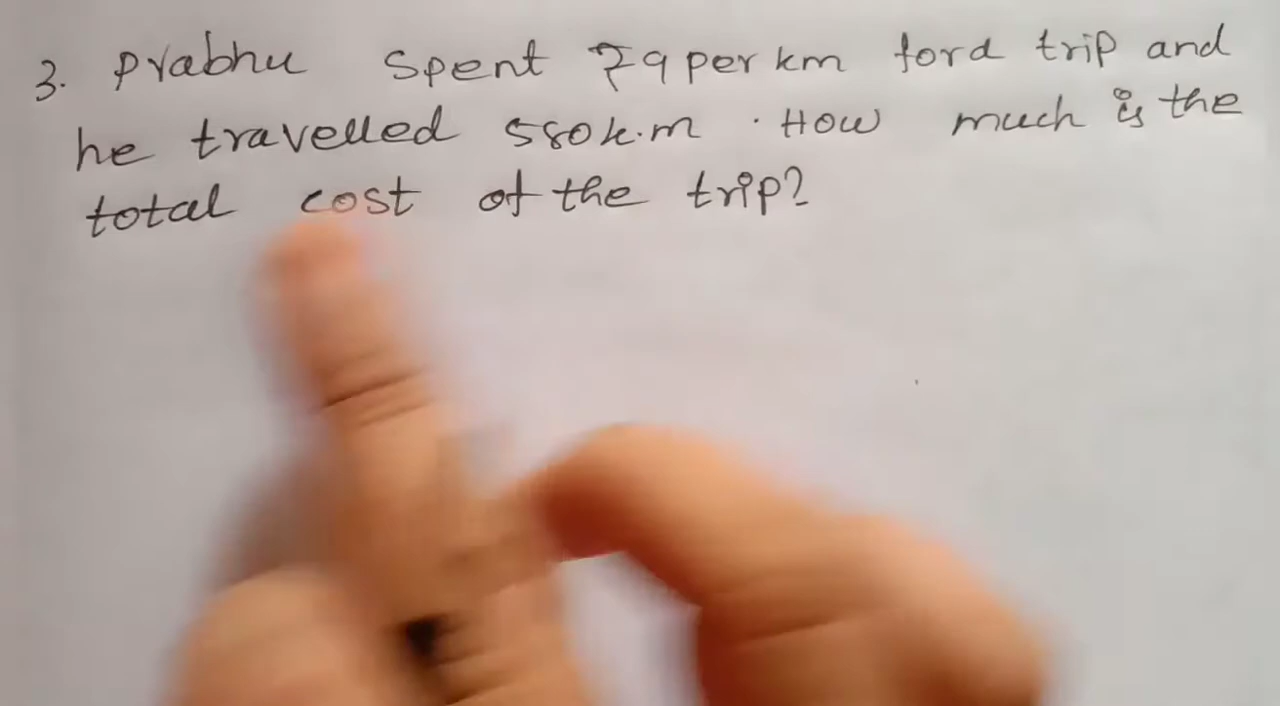 3. Prabhu spent ₹9 per km ford trip and
he travelled 580 k.m. How much is the
total cost of the trip?